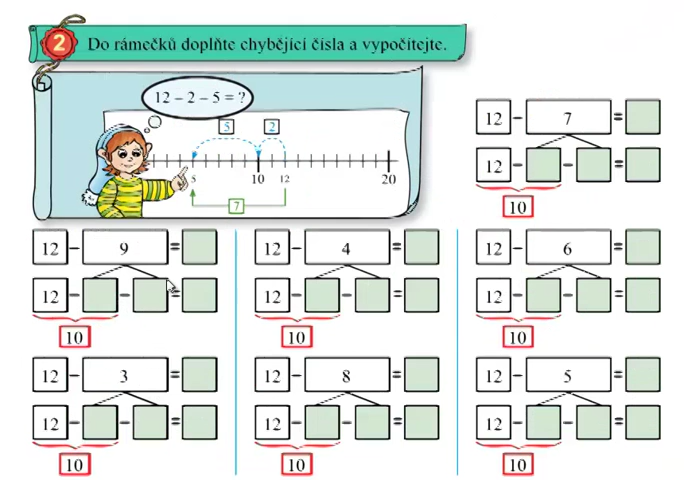 2 Do rámečků doplňte chybějící čísla a vypočítejte.
12 – 2 – 5 = ?
5 2
5 10 12 20
7
12 – 7 =
12 – – =
10
12 – 9 =
12 – – =
10
12 – 4 =
12 – – =
10
12 – 6 =
12 – – =
10
12 – 3 =
12 – – =
10
12 – 8 =
12 – – =
10
12 – 5 =
12 – – =
10